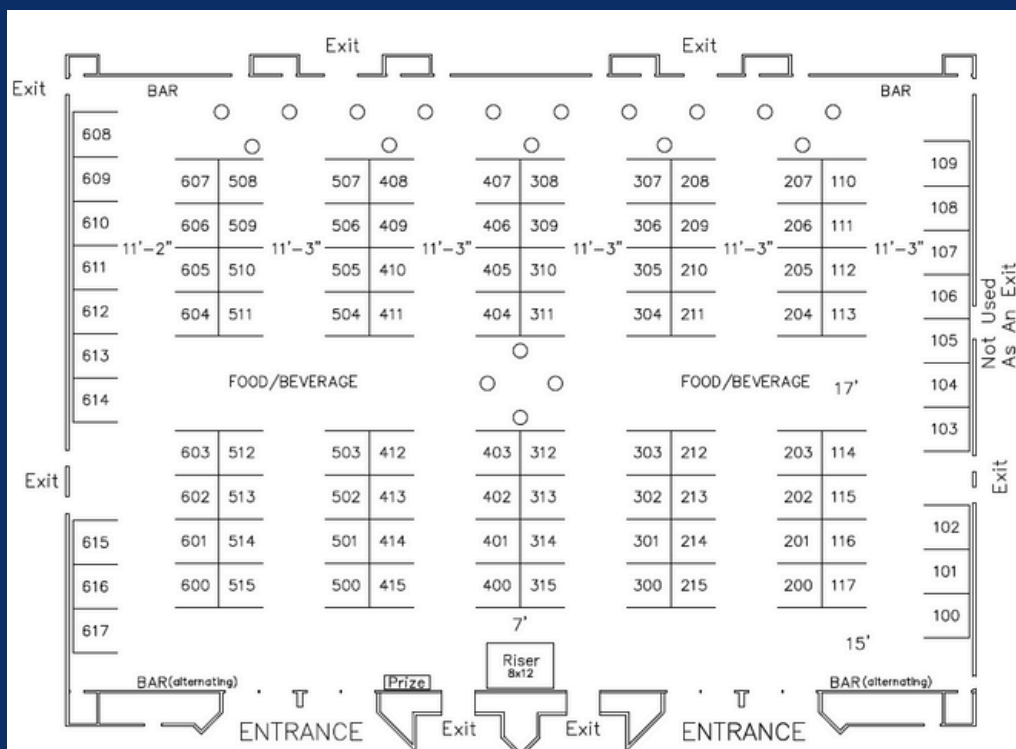 Exit Exit
Exit BAR BAR
608
609 607 508 507 408 407 308 307 208 207 110 109
610 606 509 506 409 406 309 306 209 206 111 108
11'-2" 11'-3" 11'-3" 11'-3" 11'-3" 11'-3" 107
611 605 510 505 410 405 310 305 210 205 112 106
612 604 511 504 411 404 311 304 211 204 113 105
Not Used
As An Exit
613
614 FOOD/BEVERAGE FOOD/BEVERAGE 17' 104
103
603 512 503 412 403 312 303 212 203 114
Exit 602 513 502 413 402 313 302 213 202 115 Exit
615 601 514 501 414 401 314 301 214 201 116 102
616 600 515 500 415 400 315 300 215 200 117 101
617 7' 15' 100
Riser
8x12
BAR(alternating) Prize BAR(alternating)
ENTRANCE Exit Exit ENTRANCE